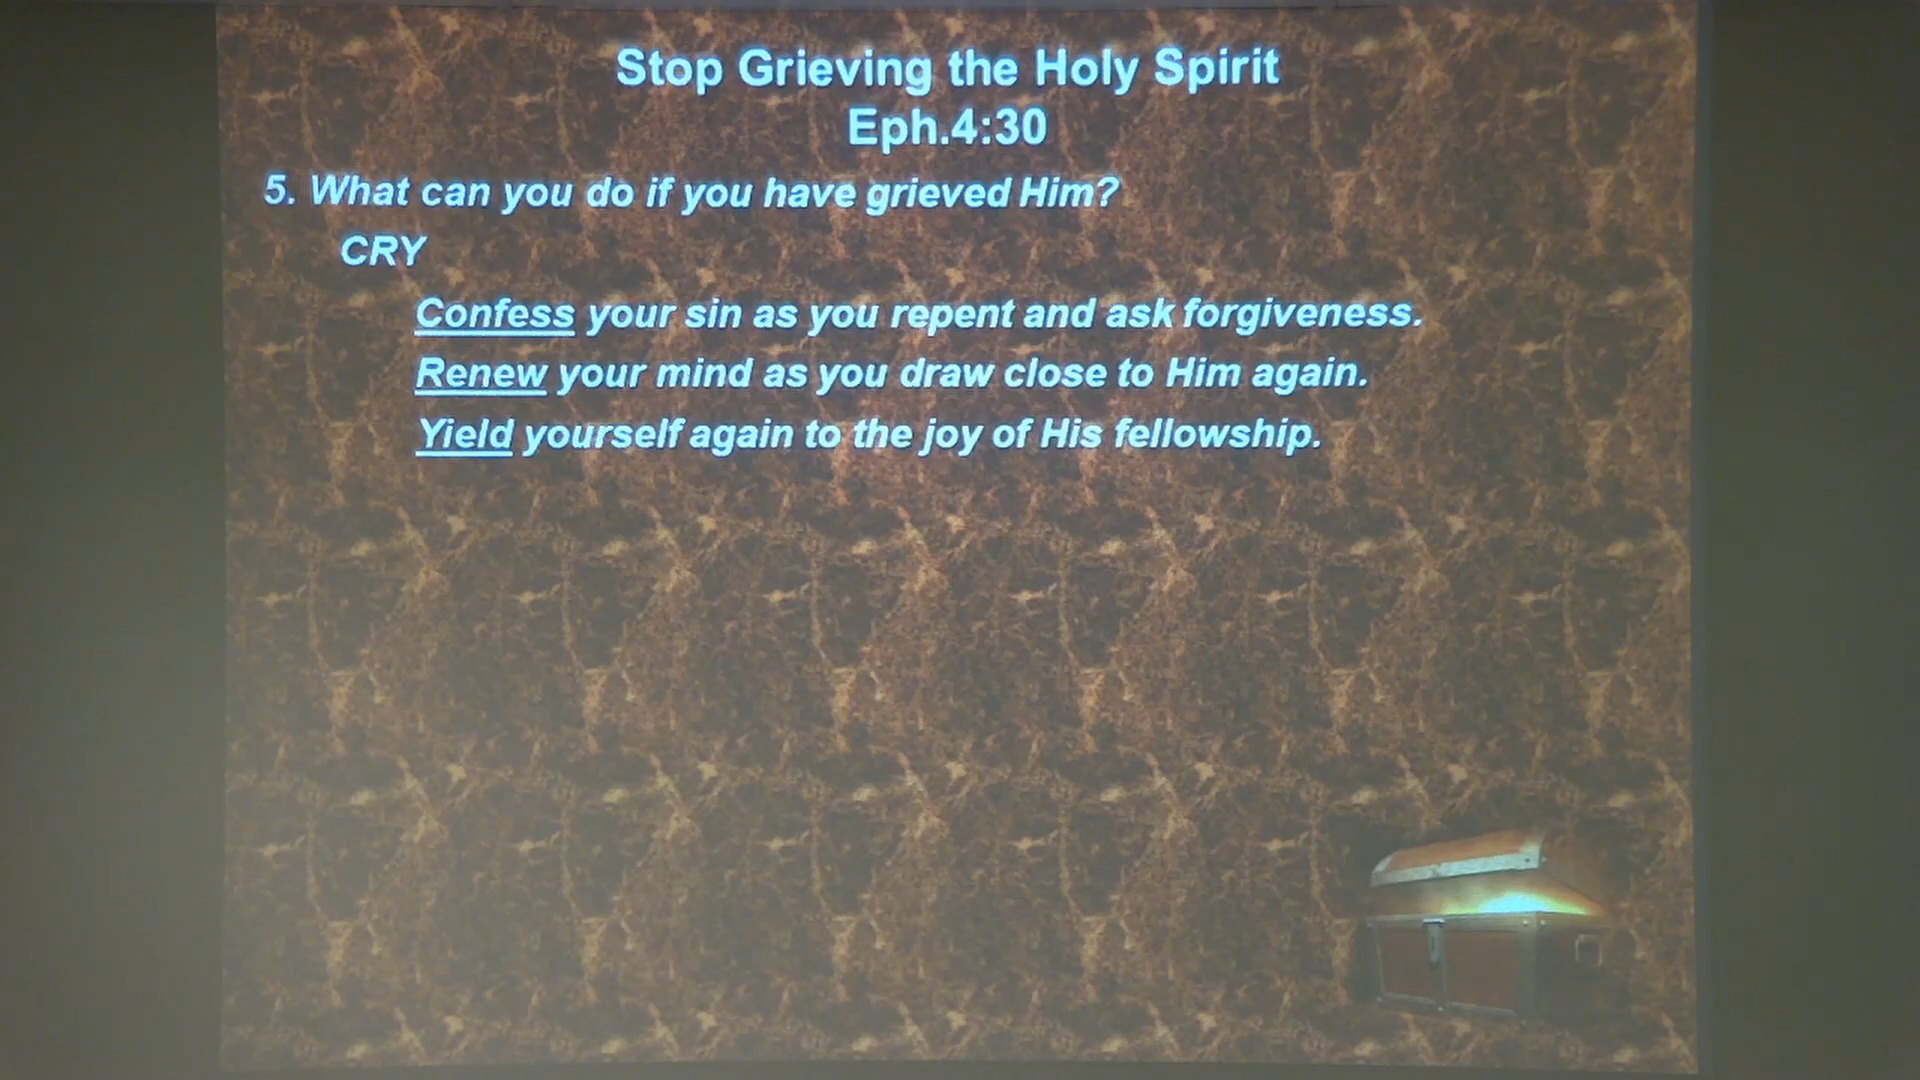 Stop Grieving the Holy Spirit
Eph.4:30
5. What can you do if you have grieved Him?
CRY
Confess your sin as you repent and ask forgiveness.
Renew your mind as you draw close to Him again.
Yield yourself again to the joy of His fellowship.